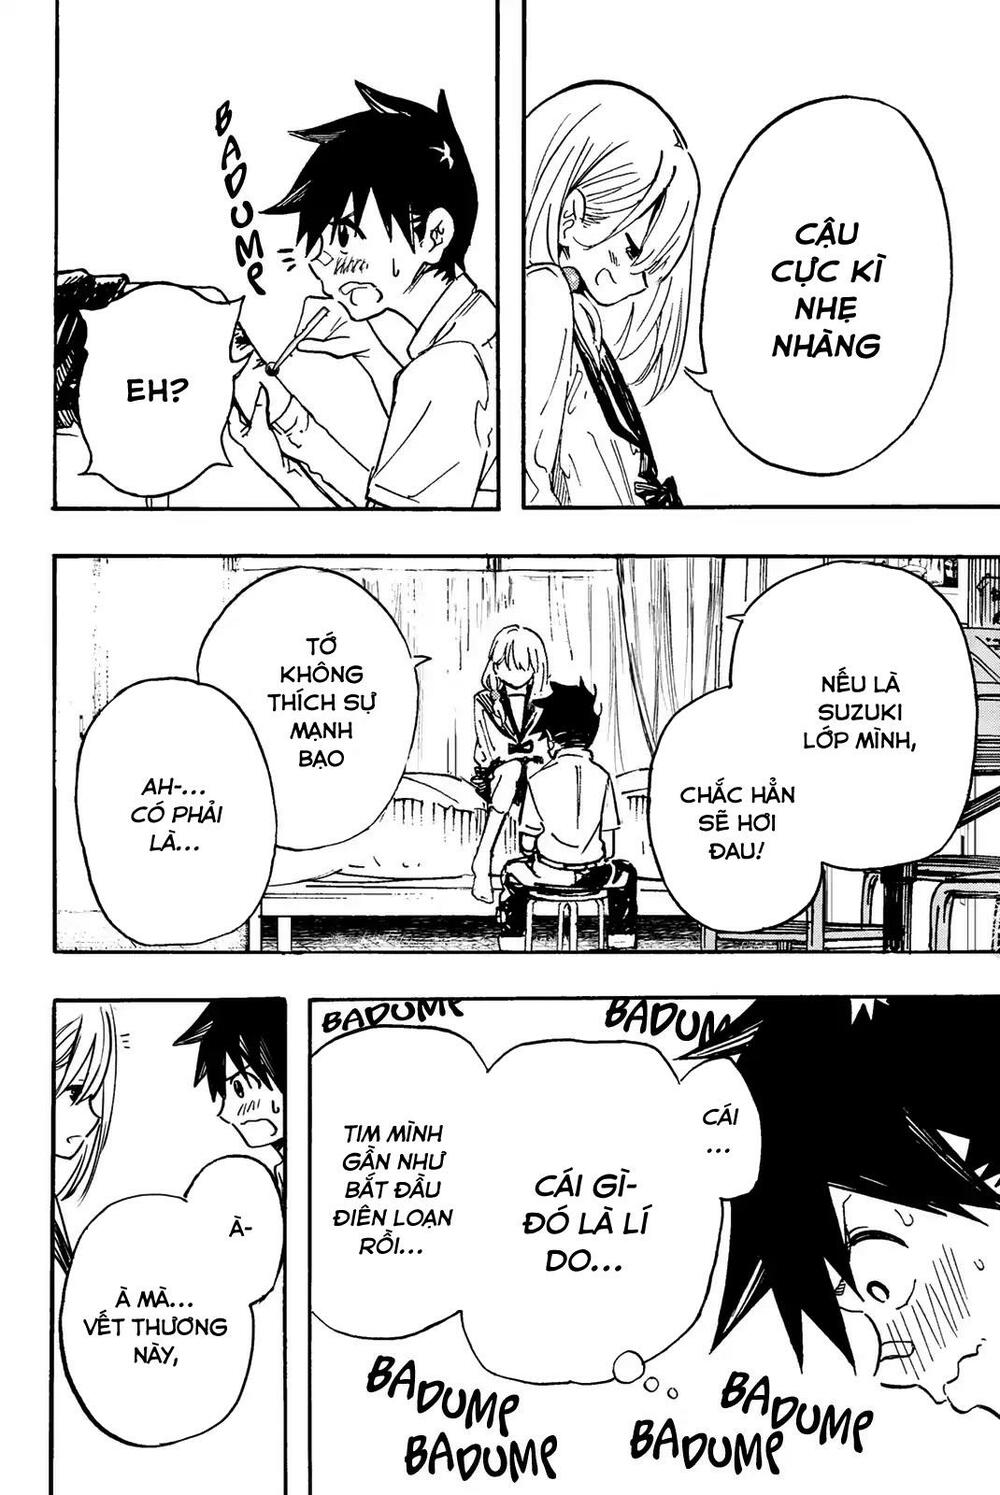 CẬU
CỰC KÌ
NHẸ
NHÀNG
BADUMP
EH?
NẾU LÀ
SUZUKI
LỚP MÌNH,
CHẮC HẲN
SẼ HƠI
ĐAU!
TỚ
KHÔNG
THÍCH SỰ
MẠNH
BẠO
AH-...
CÓ PHẢI
LÀ...
BADUMP
BADUMP
CÁI
...
CÁI GÌ-
ĐÓ LÀ LÍ
DO...
TIM MÌNH
GẦN NHƯ
BẮT ĐẦU
ĐIÊN LOẠN
RỒI...
BADUMP
BADUMP
BADUMP
BADUMP
À-
À MÀ...
VẾT THƯƠNG
NÀY,